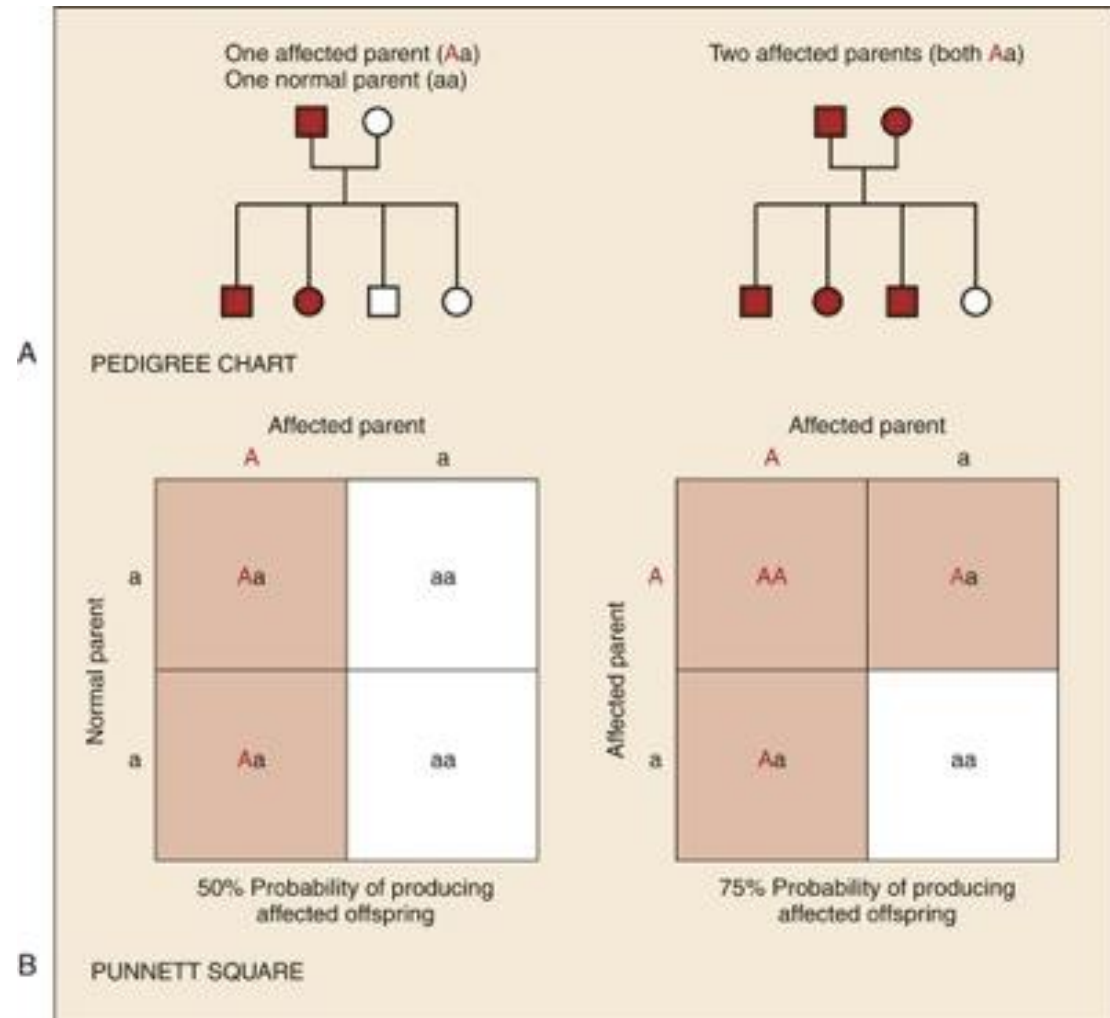 One affected parent (Aa)
One normal parent (aa)
Two affected parents (both Aa)
A
PEDIGREE CHART
Affected parent
A a
Normal parent
a Aa aa
a Aa aa
50% Probability of producing
affected offspring
Affected parent
A a
Affected parent
A AA Aa
a Aa aa
75% Probability of producing
affected offspring
B
PUNNETT SQUARE